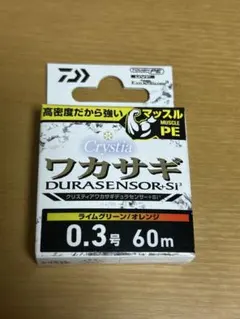 DAIWA
高密度だから強い
マッスル
MUSCLE
PE
Crystia
ワカサギ
DURASENSOR+Si²
クリスティアワカサギデュラセンサー+Si²
ライムグリーン/オレンジ
0.3号 60m